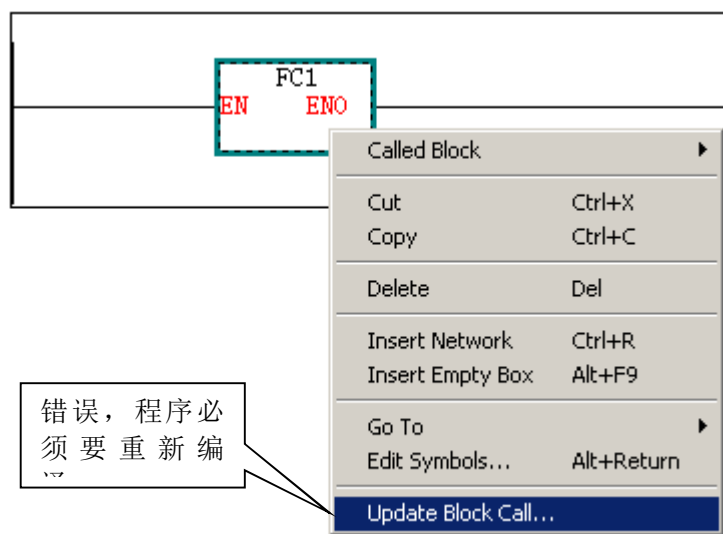 FC1
EN ENO
Called Block
Cut Ctrl+X
Copy Ctrl+C
Delete Del
Insert Network Ctrl+R
Insert Empty Box Alt+F9
Go To
Edit Symbols... Alt+Return
Update Block Call...
错误，程序必
须要重新编